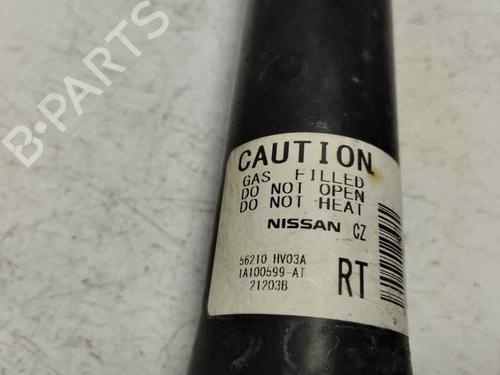 B-PARTS
CAUTION
GAS FILLED
DO NOT OPEN
DO NOT HEAT
NISSAN CZ
56210 HV03A
1A100599-AT
21203B
RT